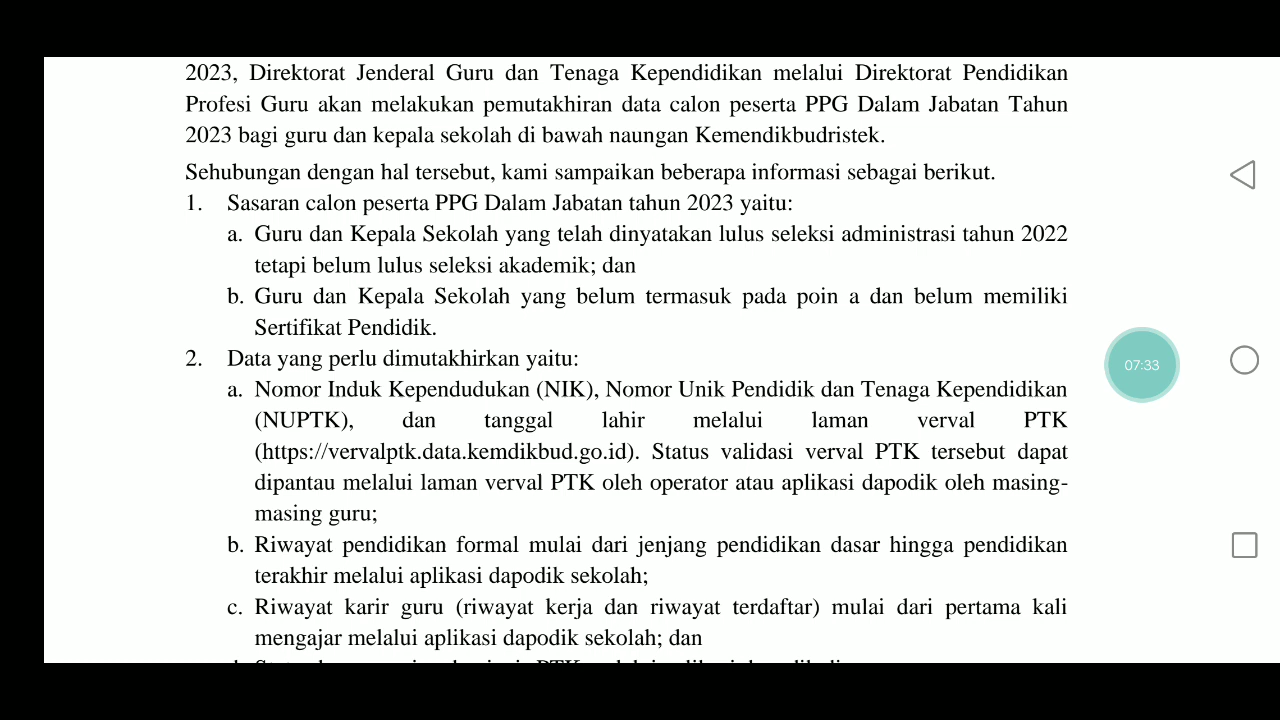 2023, Direktorat Jenderal Guru dan Tenaga Kependidikan melalui Direktorat Pendidikan
Profesi Guru akan melakukan pemutakhiran data calon peserta PPG Dalam Jabatan Tahun
2023 bagi guru dan kepala sekolah di bawah naungan Kemendikbudristek.
Sehubungan dengan hal tersebut, kami sampaikan beberapa informasi sebagai berikut.
1. Sasaran calon peserta PPG Dalam Jabatan tahun 2023 yaitu:
a. Guru dan Kepala Sekolah yang telah dinyatakan lulus seleksi administrasi tahun 2022
tetapi belum lulus seleksi akademik; dan
b. Guru dan Kepala Sekolah yang belum termasuk pada poin a dan belum memiliki
Sertifikat Pendidik.
2. Data yang perlu dimutakhirkan yaitu:
a. Nomor Induk Kependudukan (NIK), Nomor Unik Pendidik dan Tenaga Kependidikan
(NUPTK), dan tanggal lahir melalui laman verval PTK
(https://vervalptk.data.kemdikbud.go.id). Status validasi verval PTK tersebut dapat
dipantau melalui laman verval PTK oleh operator atau aplikasi dapodik oleh masing-
masing guru;
b. Riwayat pendidikan formal mulai dari jenjang pendidikan dasar hingga pendidikan
terakhir melalui aplikasi dapodik sekolah;
c. Riwayat karir guru (riwayat kerja dan riwayat terdaftar) mulai dari pertama kali
mengajar melalui aplikasi dapodik sekolah; dan
07:33